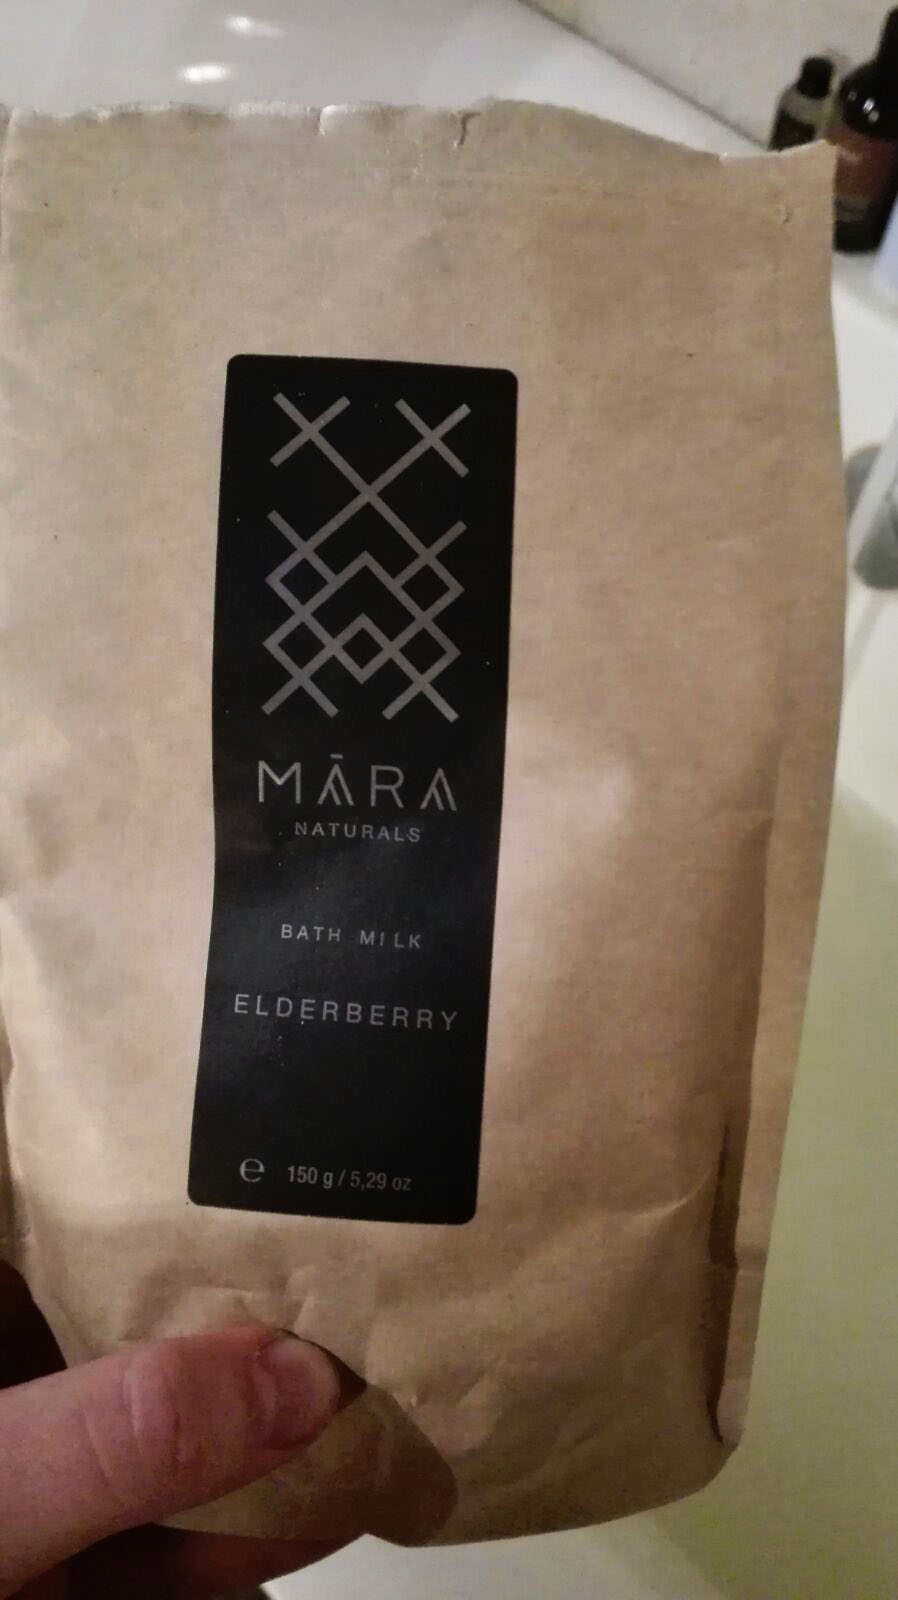 MĀRA
NATURALS
BATH MILK
ELDERBERRY
℮ 150 g / 5,29 oz